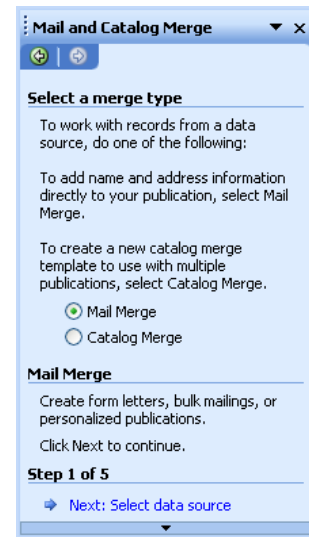 Mail and Catalog Merge
Select a merge type
To work with records from a data
source, do one of the following:
To add name and address information
directly to your publication, select Mail
Merge.
To create a new catalog merge
template to use with multiple
publications, select Catalog Merge.
Mail Merge
Catalog Merge
Mail Merge
Create form letters, bulk mailings, or
personalized publications.
Click Next to continue.
Step 1 of 5
Next: Select data source